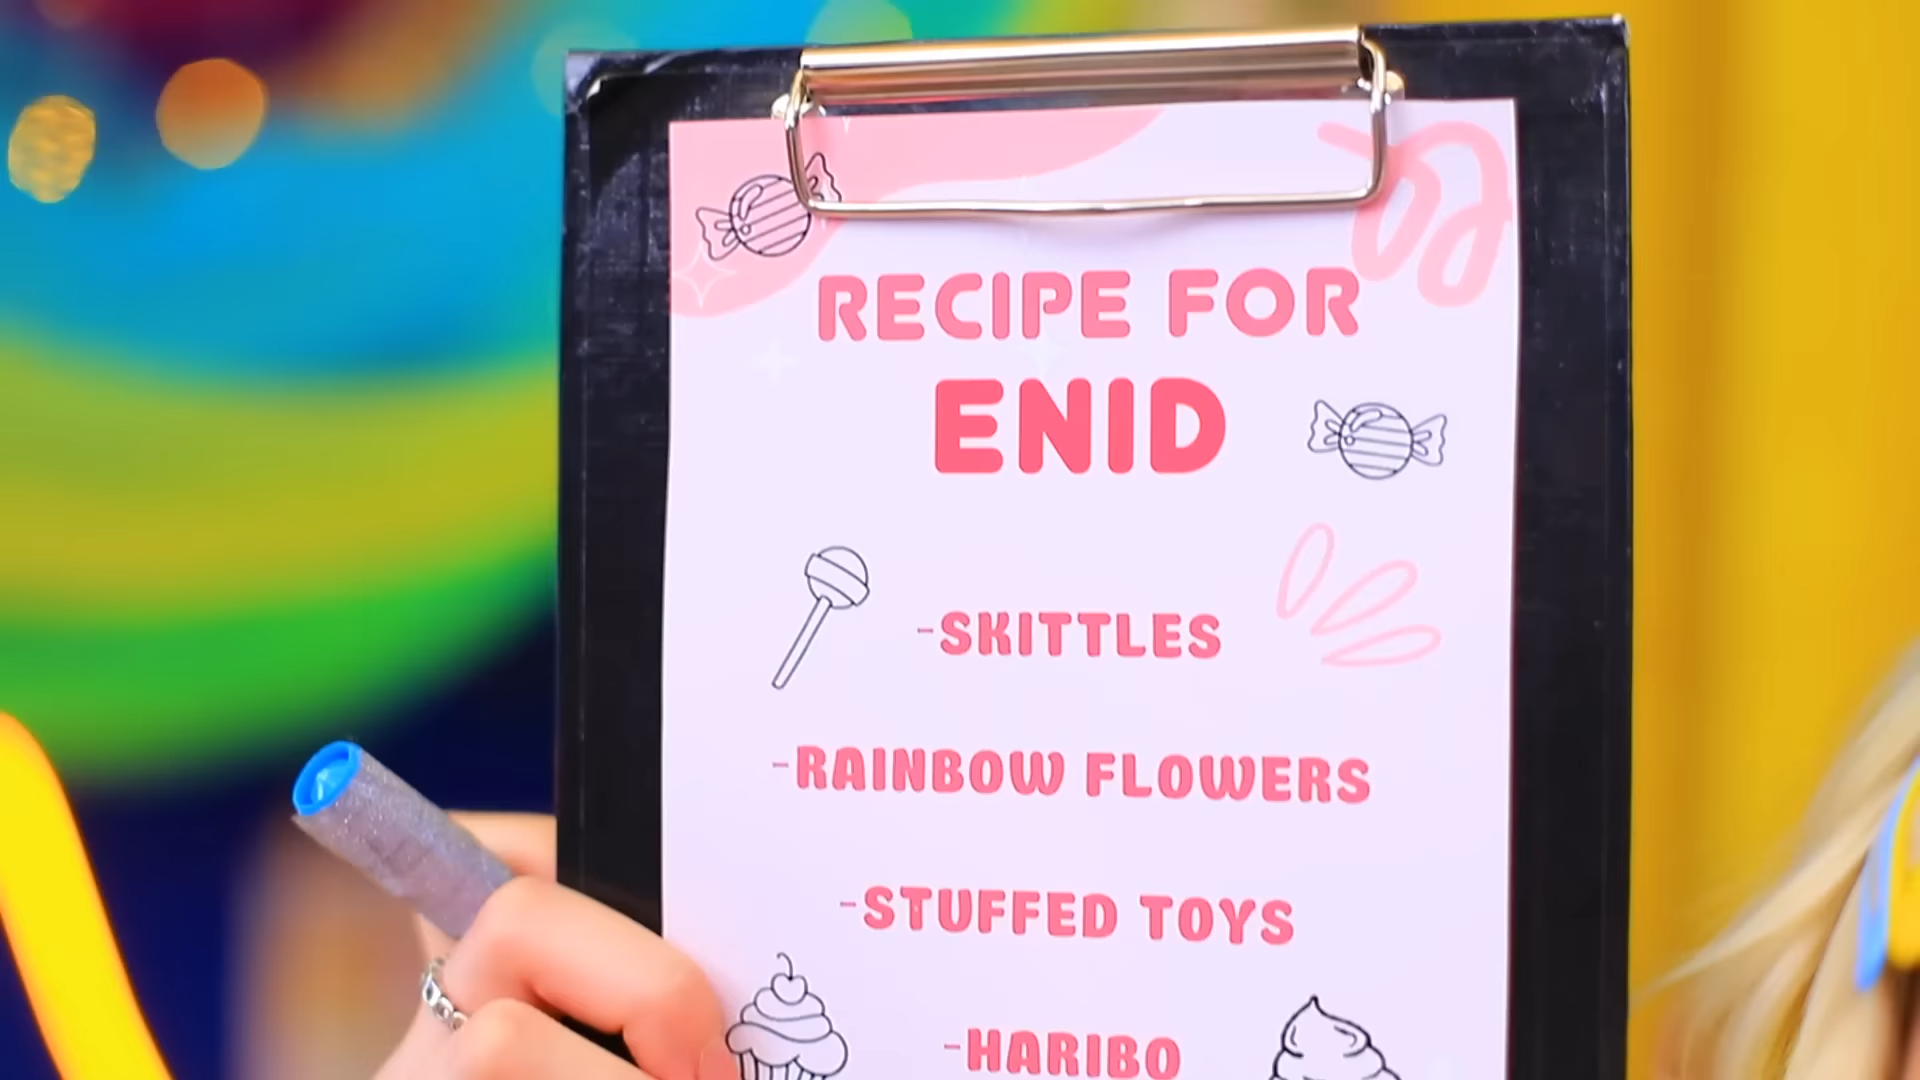 RECIPE FOR
ENID
-SKITTLES
-RAINBOW FLOWERS
-STUFFED TOYS
-HARIBO